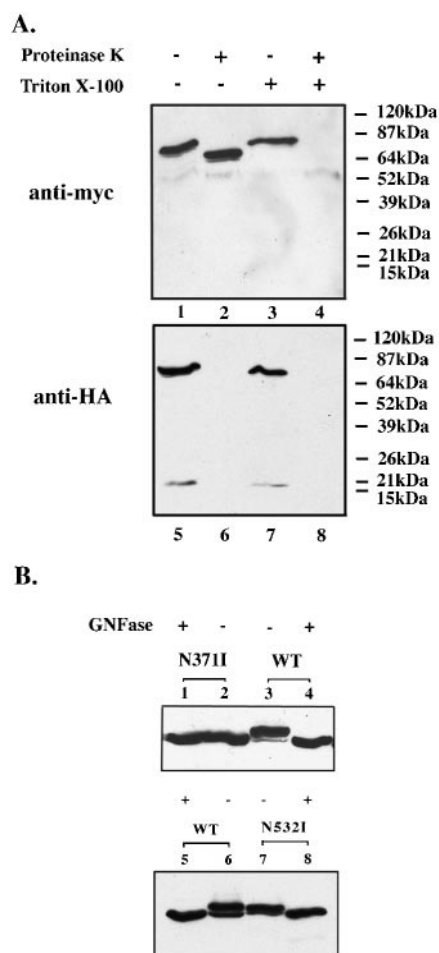 A.
Proteinase K - + - +
Triton X-100 - - + +
anti-myc
120kDa
87kDa
64kDa
52kDa
39kDa
26kDa
21kDa
15kDa
1 2 3 4
anti-HA
120kDa
87kDa
64kDa
52kDa
39kDa
26kDa
21kDa
15kDa
5 6 7 8
B.
GNFase + - - +
N371I WT
1 2 3 4
+ - - +
WT N532I
5 6 7 8